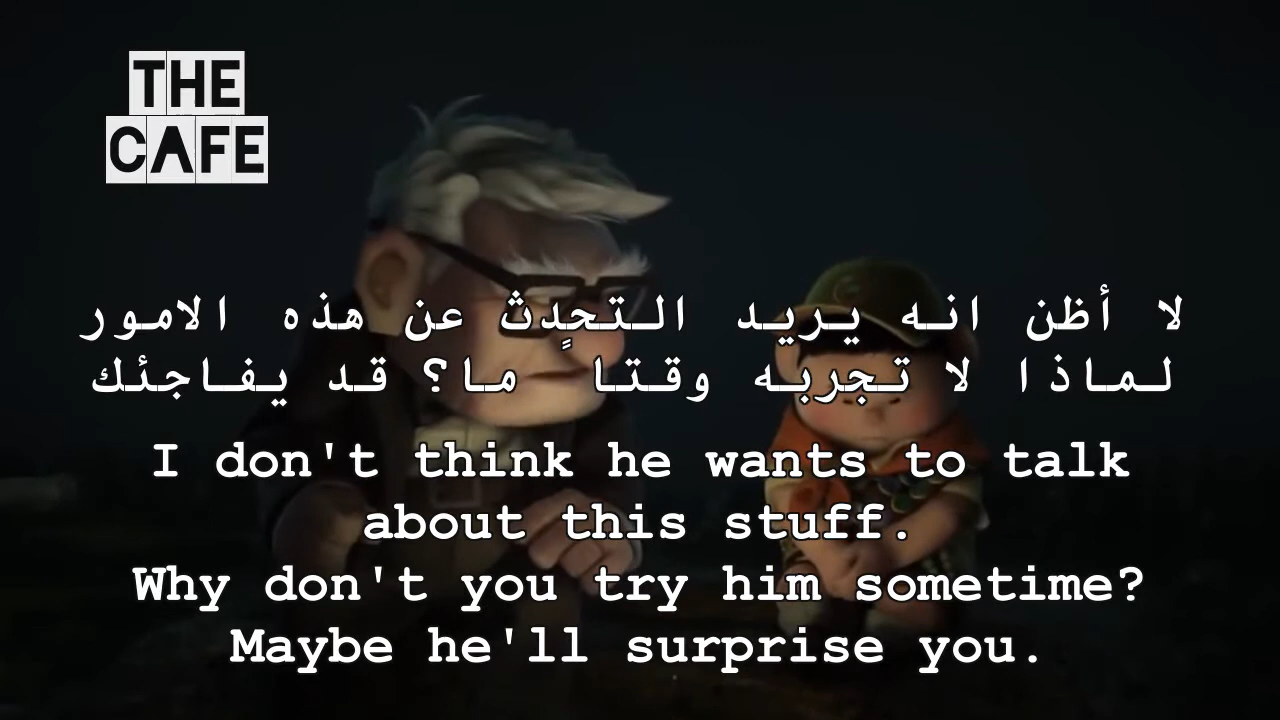 THE
CAFE
لا أظن انه يريد التحدٍث عن هذه الامور
لماذا لا تجربه وقتا ما؟ قد يفاجئك
I don't think he wants to talk
about this stuff.
Why don't you try him sometime?
Maybe he'll surprise you.